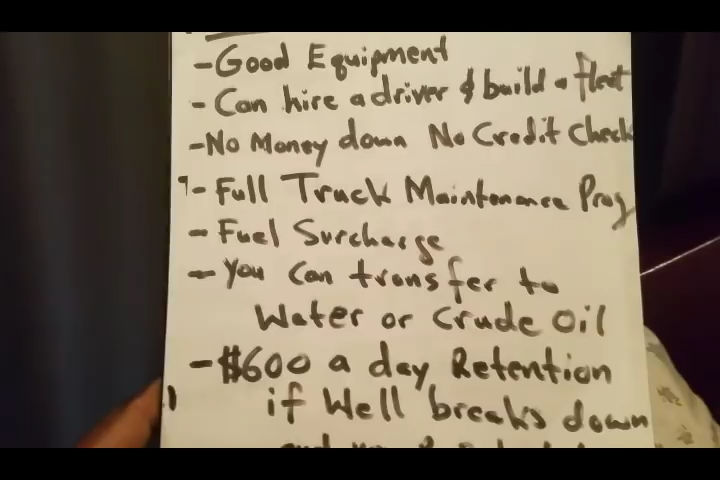 - Good Equipment
- Can hire a driver & build a fleet
- No Money down No Credit Check
- Full Truck Maintenance Prog
- Fuel Surcharge
- You Can transfer to
Water or Crude Oil
- $600 a day Retention
if Well breaks down